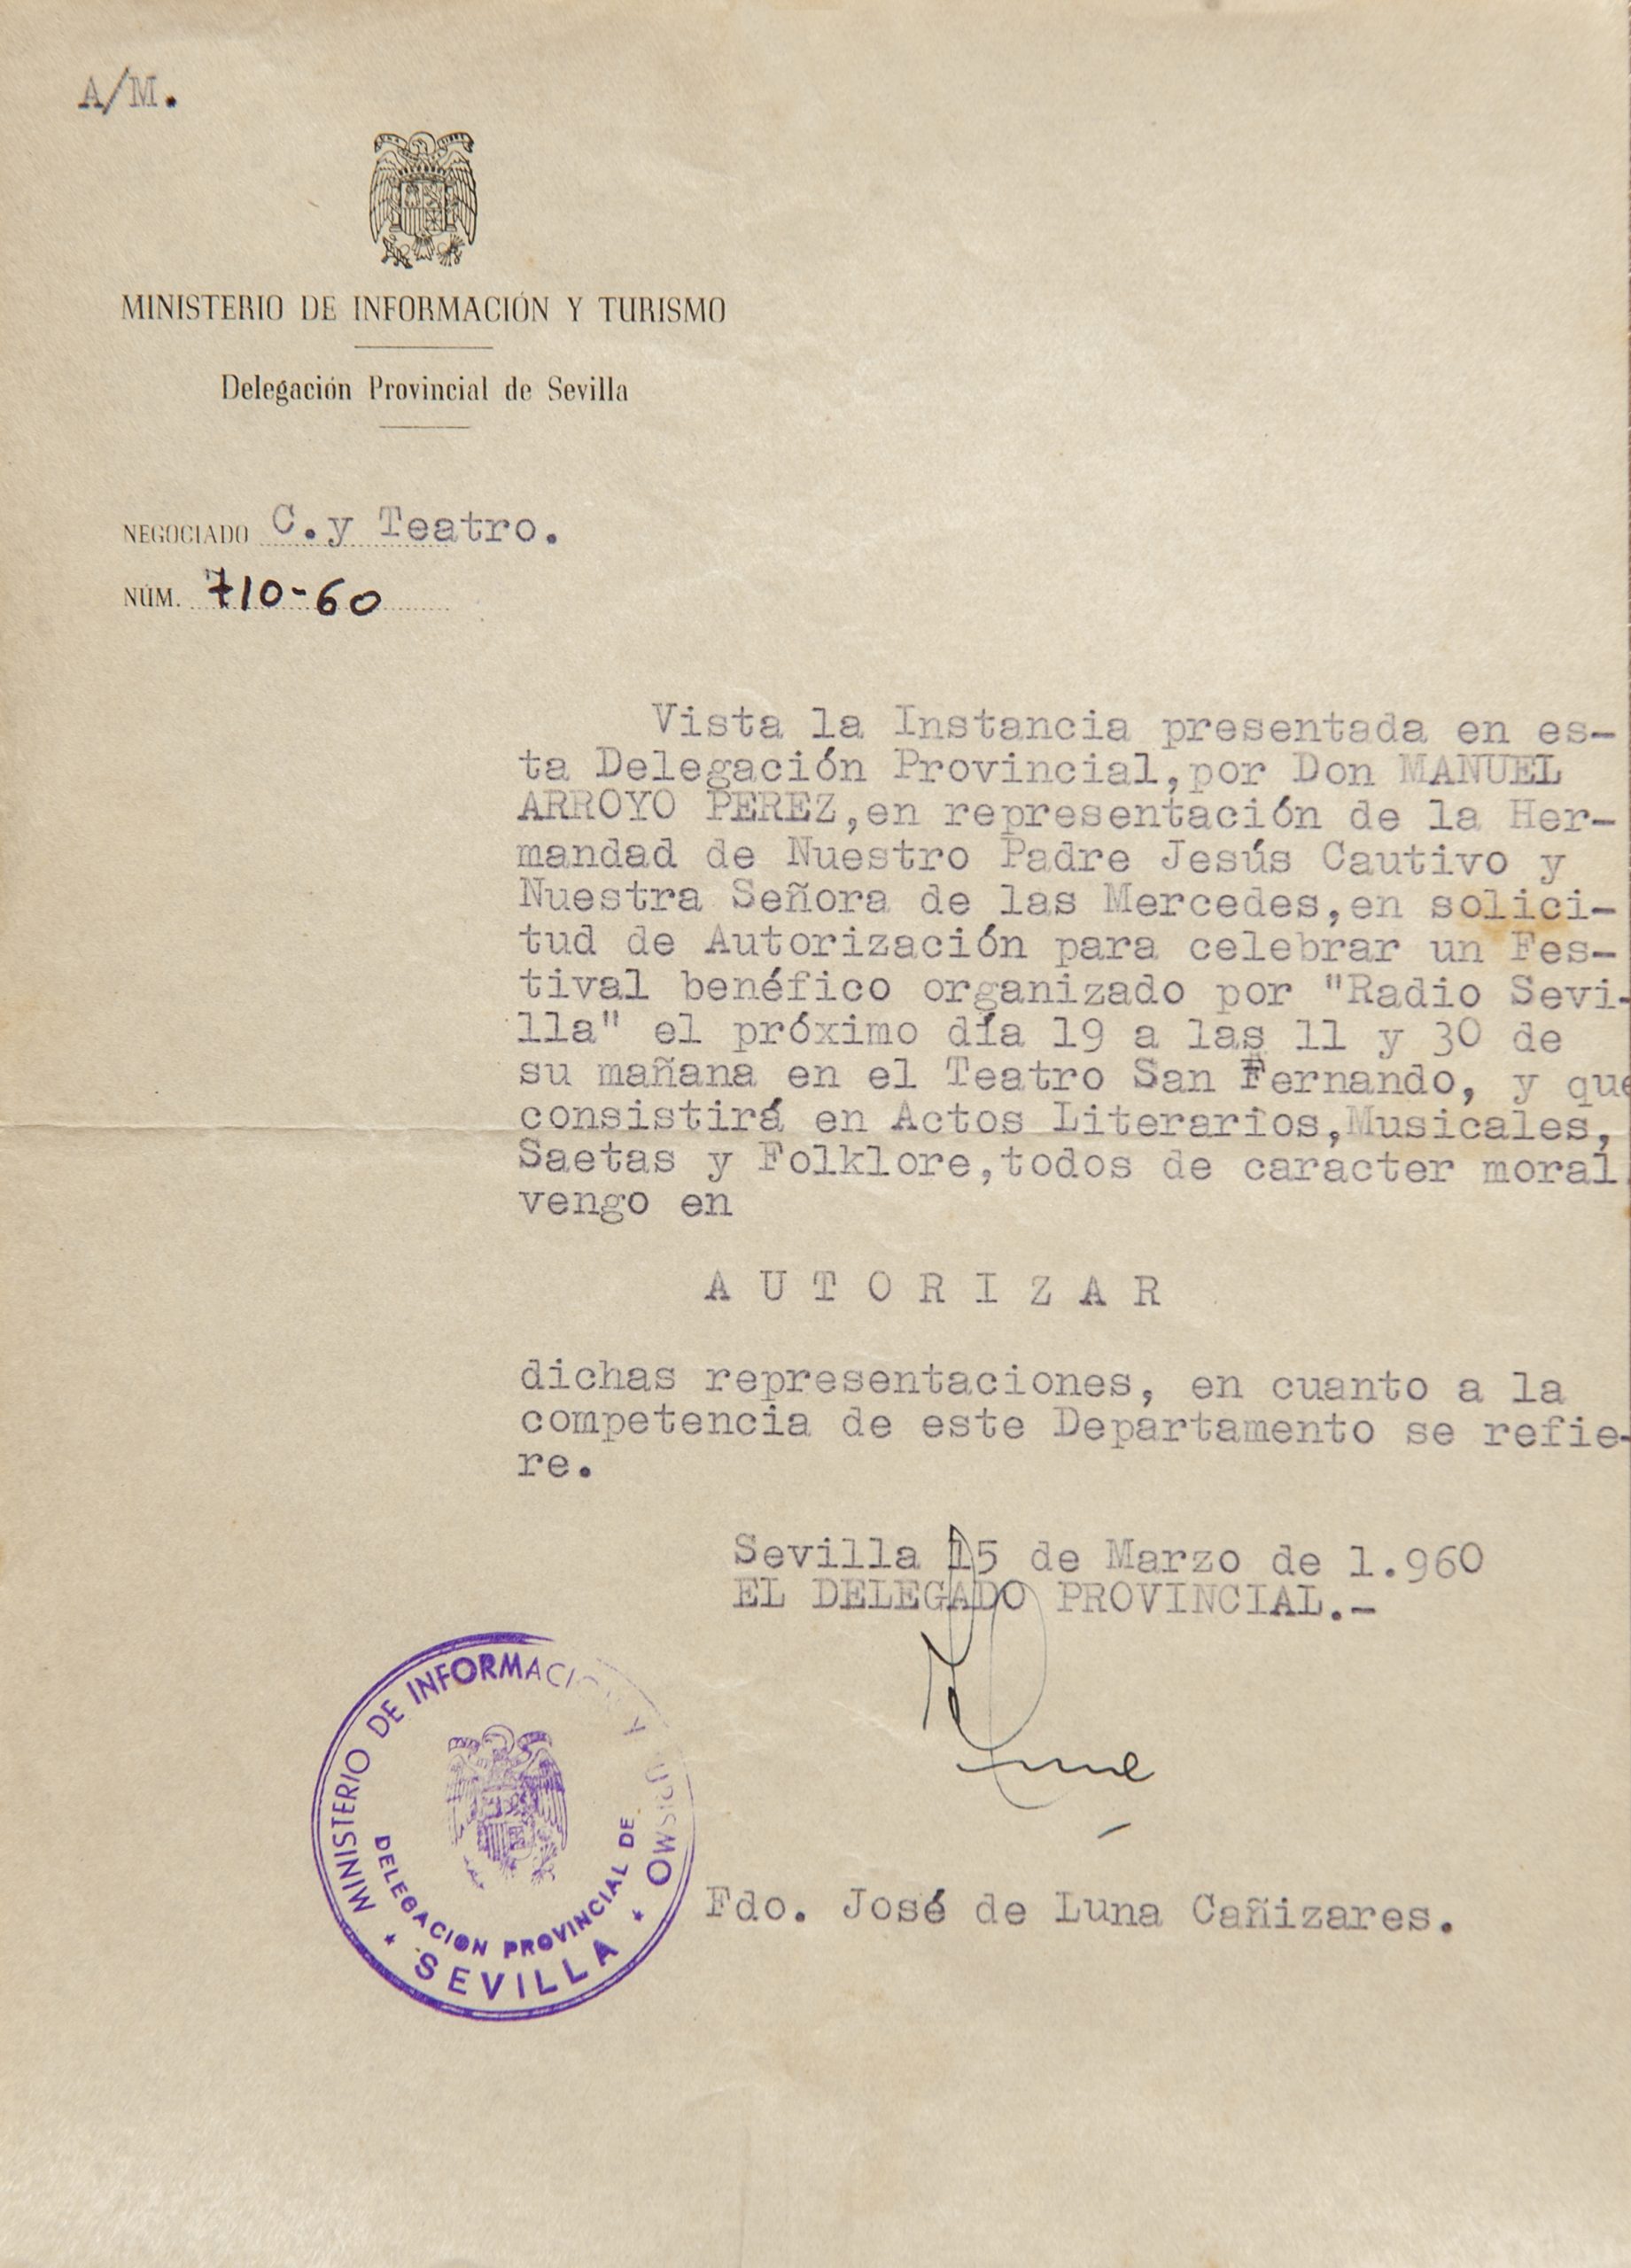 A/M.
MINISTERIO DE INFORMACIÓN Y TURISMO
Delegación Provincial de Sevilla
NEGOCIADO C.y Teatro.
NÚM. 710-60
Vista la Instancia presentada en es-
ta Delegación Provincial,por Don MANUEL
ARROYO PEREZ,en representación de la Her-
mandad de Nuestro Padre Jesús Cautivo y
Nuestra Señora de las Mercedes,en solici-
tud de Autorización para celebrar un Fes-
tival benéfico organizado por "Radio Sevi-
lla" el próximo día 19 a las 11 y 30 de
su mañana en el Teatro San Fernando, y que
consistirá en Actos Literarios,Musicales,
Saetas y Folklore,todos de caracter moral
vengo en
A U T O R I Z A R
dichas representaciones, en cuanto a la
competencia de este Departamento se refie-
re.
Sevilla 15 de Marzo de 1.960
EL DELEGADO PROVINCIAL.-
MINISTERIO DE INFORMACION Y TURISMO
DELEGACION PROVINCIAL DE
SEVILLA
Fdo. José de Luna Cañizares.